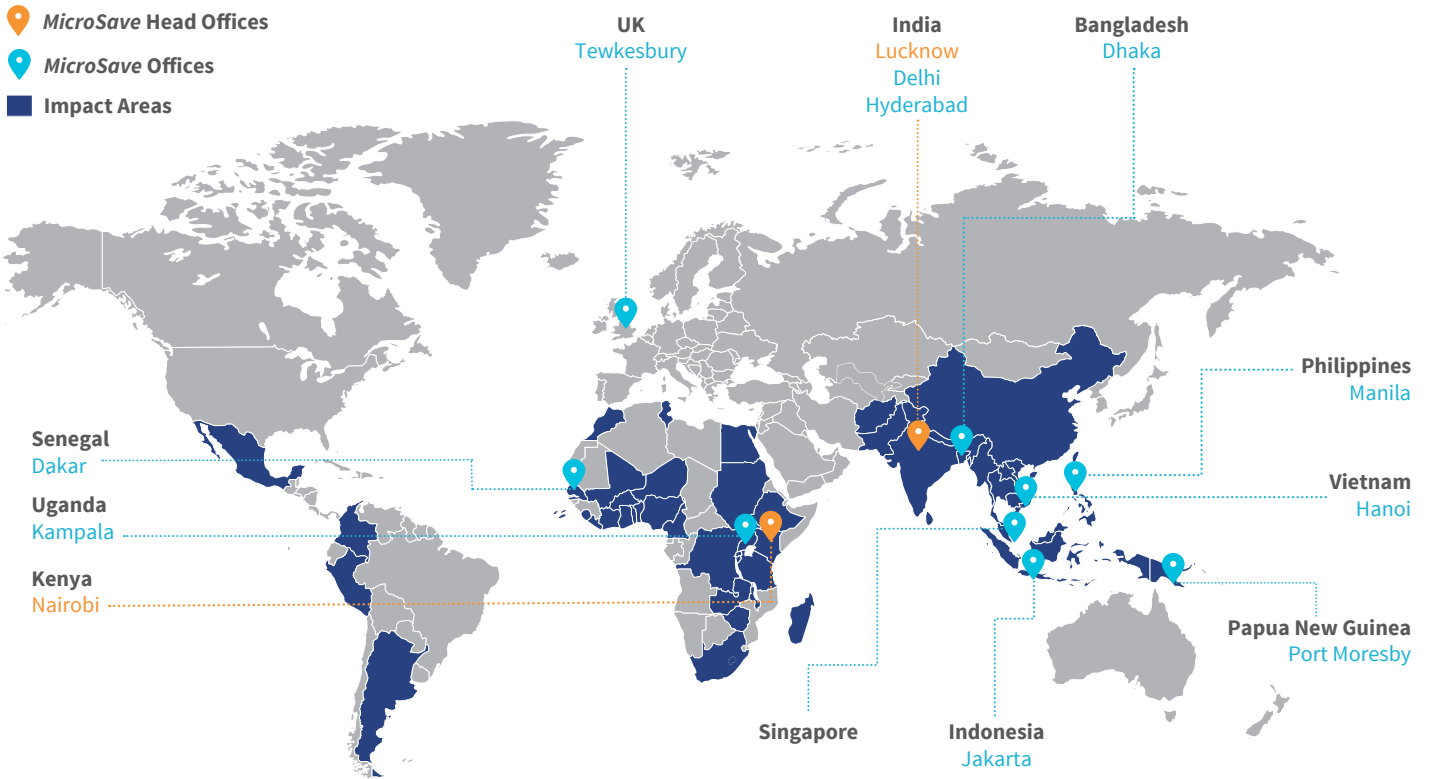 MicroSave Head Offices
MicroSave Offices
Impact Areas
UK
Tewkesbury
India
Lucknow
Delhi
Hyderabad
Bangladesh
Dhaka
Philippines
Manila
Senegal
Dakar
Vietnam
Hanoi
Uganda
Kampala
Kenya
Nairobi
Papua New Guinea
Port Moresby
Singapore
Indonesia
Jakarta